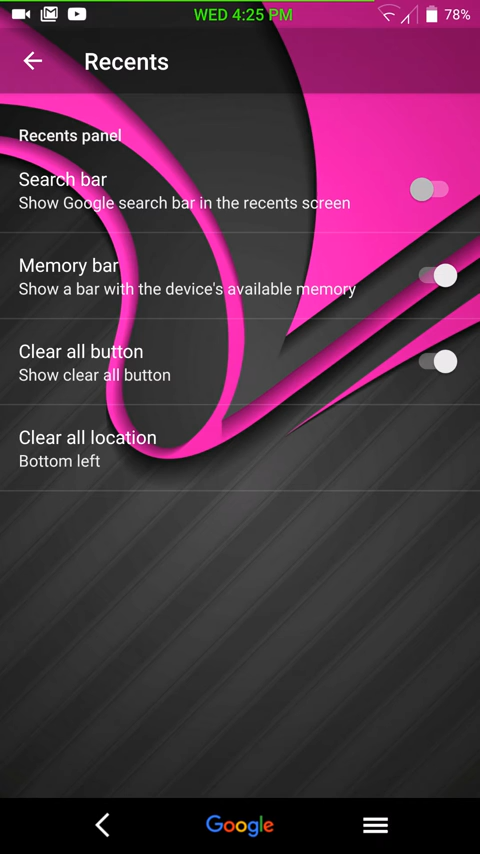 WED 4:25 PM
78%
Recents
Recents panel
Search bar
Show Google search bar in the recents screen
Memory bar
Show a bar with the device's available memory
Clear all button
Show clear all button
Clear all location
Bottom left
Google